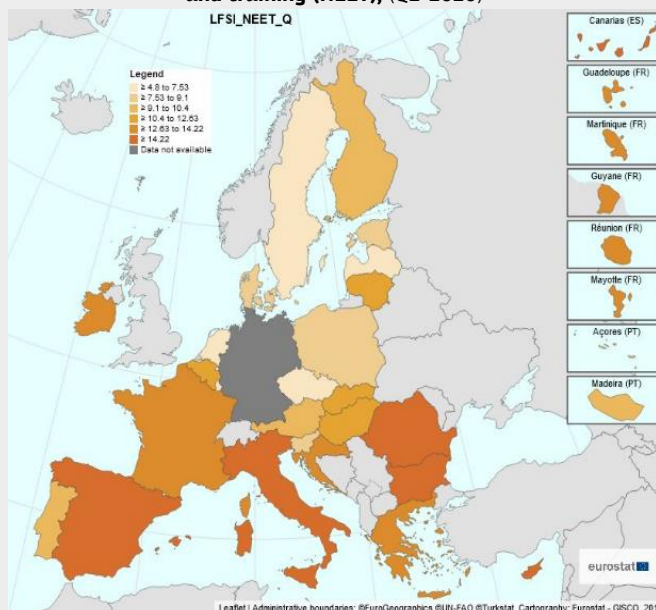 and training (NEET), (Q2-2020)
LFSI_NEET_Q
Legend
≥ 4.8 to 7.53
≥ 7.53 to 9.1
≥ 9.1 to 10.4
≥ 10.4 to 12.63
≥ 12.63 to 14.22
≥ 14.22
Data not available
Canarias (ES)
Guadeloupe (FR)
Martinique (FR)
Guyane (FR)
Réunion (FR)
Mayotte (FR)
Açores (PT)
Madeira (PT)
eurostat
Leaflet | Administrative boundaries: ©EuroGeographics ©UN-FAO ©Turkstat, Cartography: Eurostat - GISCO, 201